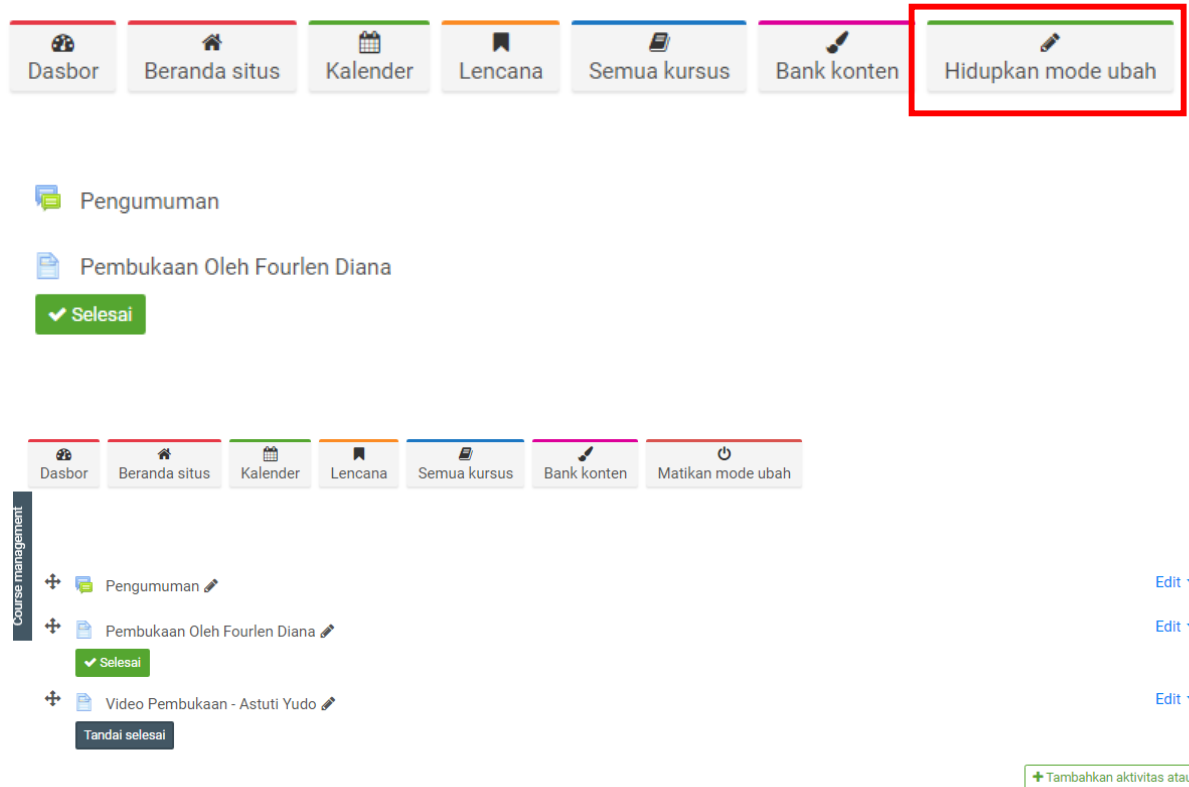 Dasbor Beranda situs Kalender Lencana Semua kursus Bank konten Hidupkan mode ubah
Pengumuman
Pembukaan Oleh Fourlen Diana
Selesai
Dasbor Beranda situs Kalender Lencana Semua kursus Bank konten Matikan mode ubah
Course management
Pengumuman Edit
Pembukaan Oleh Fourlen Diana Edit
Selesai
Video Pembukaan - Astuti Yudo Edit
Tandai selesai
Tambahkan aktivitas atau